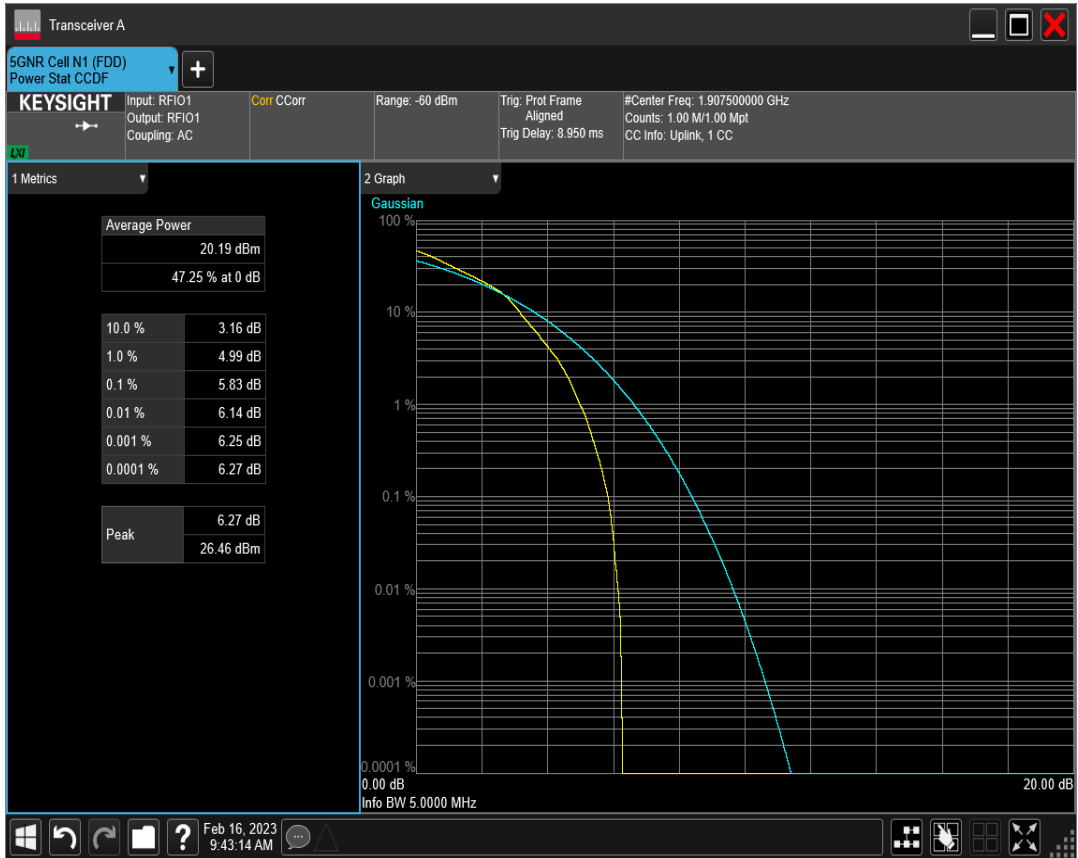 Transceiver A
5GNR Cell N1 (FDD)
Power Stat CCDF
+
KEYSIGHT
LXI
Input: RFIO1
Output: RFIO1
Coupling: AC
Corr CCorr
Range: -60 dBm
Trig: Prot Frame
Aligned
Trig Delay: 8.950 ms
#Center Freq: 1.907500000 GHz
Counts: 1.00 M/1.00 Mpt
CC Info: Uplink, 1 CC
1 Metrics
Average Power
20.19 dBm
47.25 % at 0 dB
10.0 % 3.16 dB
1.0 % 4.99 dB
0.1 % 5.83 dB
0.01 % 6.14 dB
0.001 % 6.25 dB
0.0001 % 6.27 dB
Peak
6.27 dB
26.46 dBm
2 Graph
Gaussian
100 %
10 %
1 %
0.1 %
0.01 %
0.001 %
0.0001 %
0.00 dB 20.00 dB
Info BW 5.0000 MHz
?
Feb 16, 2023
9:43:14 AM